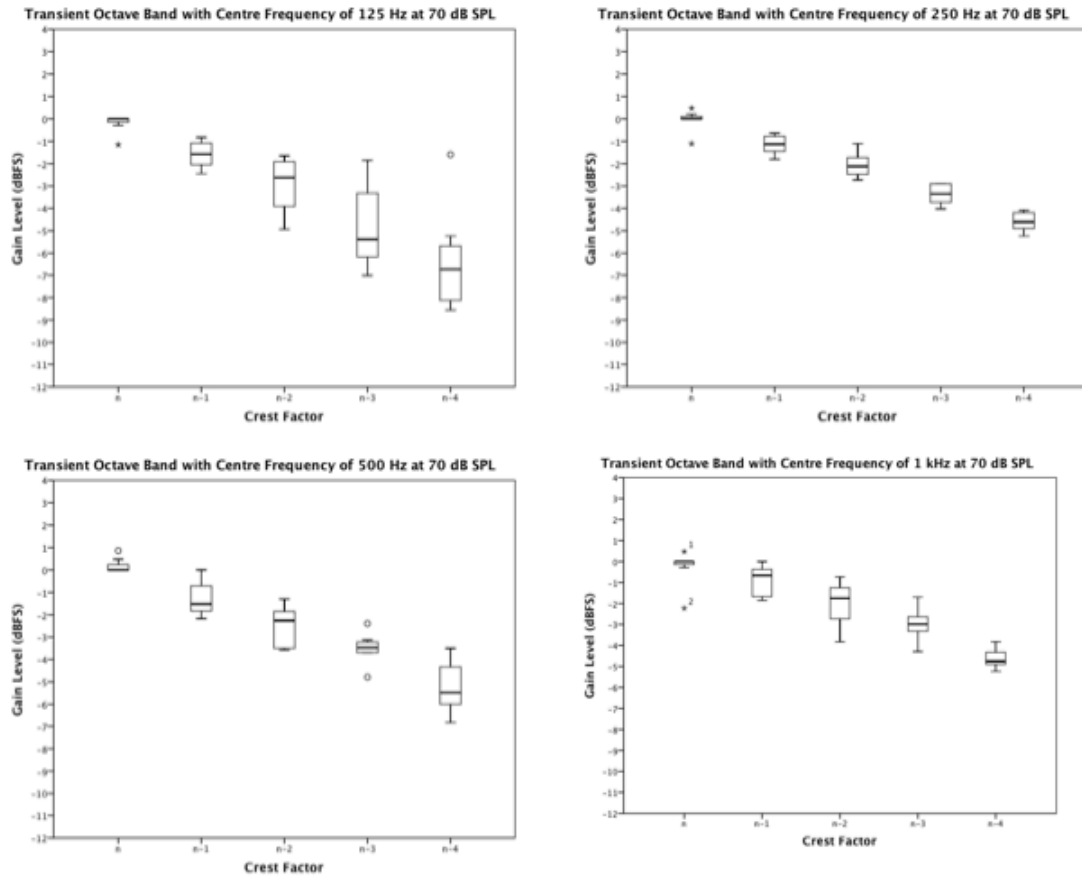 Transient Octave Band with Centre Frequency of 125 Hz at 70 dB SPL
Gain Level (dBFS)
4
3
2
1
0
-1
-2
-3
-4
-5
-6
-7
-8
-9
-10
-11
-12
n
n-1
n-2
n-3
n-4
Crest Factor
Transient Octave Band with Centre Frequency of 250 Hz at 70 dB SPL
Gain Level (dBFS)
4
3
2
1
0
-1
-2
-3
-4
-5
-6
-7
-8
-9
-10
-11
-12
n
n-1
n-2
n-3
n-4
Crest Factor
Transient Octave Band with Centre Frequency of 500 Hz at 70 dB SPL
Gain Level (dBFS)
4
3
2
1
0
-1
-2
-3
-4
-5
-6
-7
-8
-9
-10
-11
-12
n
n-1
n-2
n-3
n-4
Crest Factor
Transient Octave Band with Centre Frequency of 1 kHz at 70 dB SPL
Gain Level (dBFS)
4
3
2
1
0
-1
-2
-3
-4
-5
-6
-7
-8
-9
-10
-11
-12
1
2
n
n-1
n-2
n-3
n-4
Crest Factor